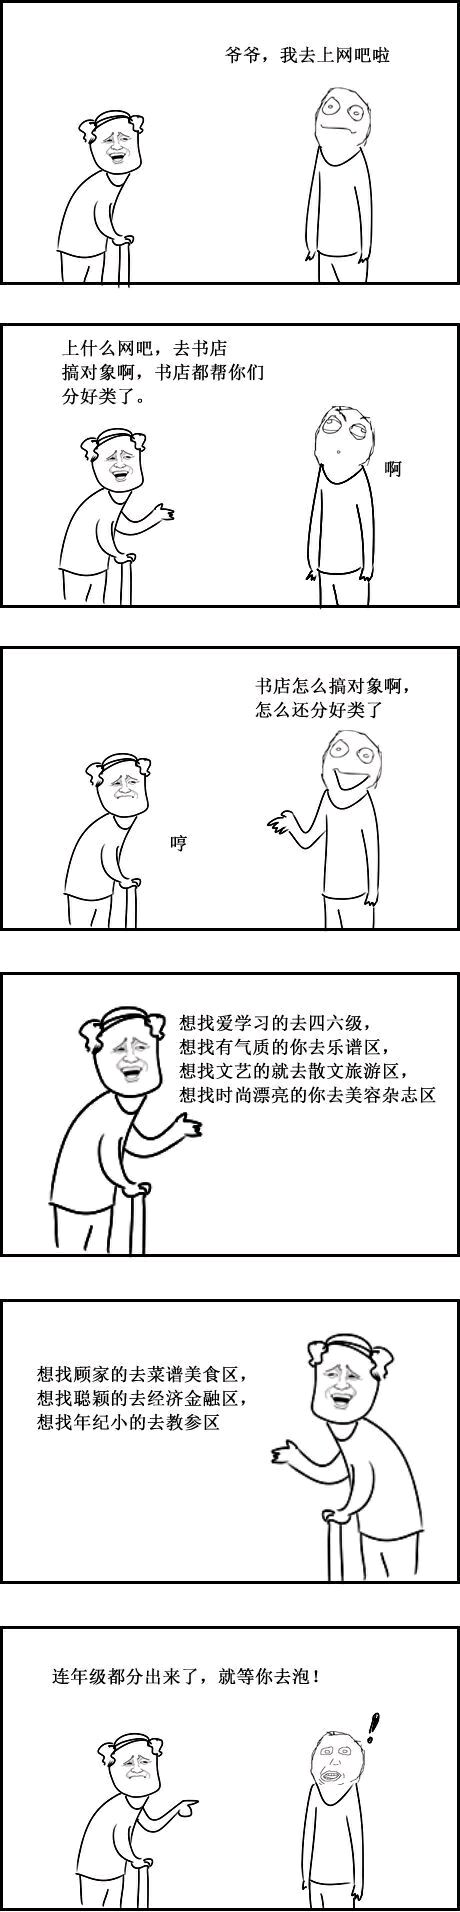 爷爷，我去上网吧啦
上什么网吧，去书店
搞对象啊，书店都帮你们
分好类了。
啊
书店怎么搞对象啊，
怎么还分好类了
哼
想找爱学习的去四六级，
想找有气质的你去乐谱区，
想找文艺的就去散文旅游区，
想找时尚漂亮的你去美容杂志区
想找顾家的去菜谱美食区，
想找聪颖的去经济金融区，
想找年纪小的去教参区
连年级都分出来了，就等你去泡！
!